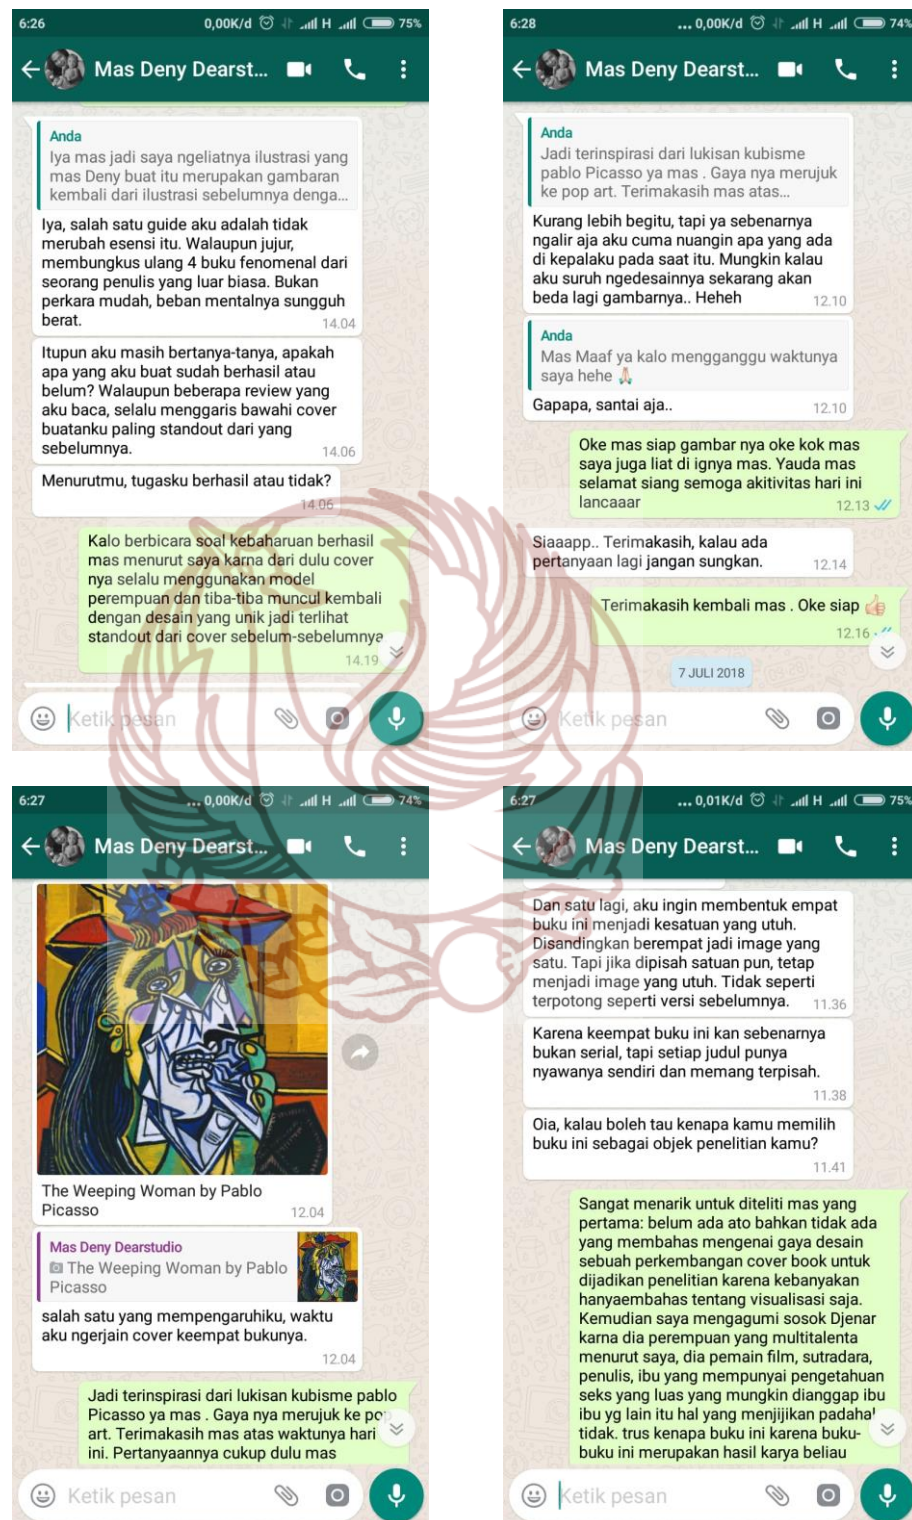 6:26 0,00K/d H 75%
Mas Deny Dearst...
Anda
Iya mas jadi saya ngeliatnya ilustrasi yang
mas Deny buat itu merupakan gambaran
kembali dari ilustrasi sebelumnya denga...
Iya, salah satu guide aku adalah tidak
merubah esensi itu. Walaupun jujur,
membungkus ulang 4 buku fenomenal dari
seorang penulis yang luar biasa. Bukan
perkara mudah, beban mentalnya sungguh
berat. 14.04
Itupun aku masih bertanya-tanya, apakah
apa yang aku buat sudah berhasil atau
belum? Walaupun beberapa review yang
aku baca, selalu menggaris bawahi cover
buatanku paling standout dari yang
sebelumnya. 14.06
Menurutmu, tugasku berhasil atau tidak?
14.06
Kalo berbicara soal kebaharuan berhasil
mas menurut saya karna dari dulu cover
nya selalu menggunakan model
perempuan dan tiba-tiba muncul kembali
dengan desain yang unik jadi terlihat
standout dari cover sebelum-sebelumnya
14.19
Ketik pesan
6:28 ... 0,00K/d H 74%
Mas Deny Dearst...
Anda
Jadi terinspirasi dari lukisan kubisme
pablo Picasso ya mas . Gaya nya merujuk
ke pop art. Terimakasih mas atas...
Kurang lebih begitu, tapi ya sebenarnya
ngalir aja aku cuma nuangin apa yang ada
di kepalaku pada saat itu. Mungkin kalau
aku suruh ngedesainnya sekarang akan
beda lagi gambarnya.. Heheh 12.10
Anda
Mas Maaf ya kalo mengganggu waktunya
saya hehe 🙏🏻
Gapapa, santai aja.. 12.10
Oke mas siap gambar nya oke kok mas
saya juga liat di ignya mas. Yauda mas
selamat siang semoga akitivitas hari ini
lancaaar 12.13
Siaaapp.. Terimakasih, kalau ada
pertanyaan lagi jangan sungkan. 12.14
Terimakasih kembali mas . Oke siap 👍🏻
12.16
7 JULI 2018
Ketik pesan
6:27 ... 0,00K/d H 74%
Mas Deny Dearst...
The Weeping Woman by Pablo
Picasso 12.04
Mas Deny Dearstudio
The Weeping Woman by Pablo
Picasso
salah satu yang mempengaruhiku, waktu
aku ngerjain cover keempat bukunya.
12.04
Jadi terinspirasi dari lukisan kubisme pablo
Picasso ya mas . Gaya nya merujuk ke pop
art. Terimakasih mas atas waktunya hari
ini. Pertanyaannya cukup dulu mas
Ketik pesan
6:27 ... 0,01K/d H 75%
Mas Deny Dearst...
Dan satu lagi, aku ingin membentuk empat
buku ini menjadi kesatuan yang utuh.
Disandingkan berempat jadi image yang
satu. Tapi jika dipisah satuan pun, tetap
menjadi image yang utuh. Tidak seperti
terpotong seperti versi sebelumnya. 11.36
Karena keempat buku ini kan sebenarnya
bukan serial, tapi setiap judul punya
nyawanya sendiri dan memang terpisah.
11.38
Oia, kalau boleh tau kenapa kamu memilih
buku ini sebagai objek penelitian kamu?
11.41
Sangat menarik untuk diteliti mas yang
pertama: belum ada ato bahkan tidak ada
yang membahas mengenai gaya desain
sebuah perkembangan cover book untuk
dijadikan penelitian karena kebanyakan
hanyaembahas tentang visualisasi saja.
Kemudian saya mengagumi sosok Djenar
karna dia perempuan yang multitalenta
menurut saya, dia pemain film, sutradara,
penulis, ibu yang mempunyai pengetahuan
seks yang luas yang mungkin dianggap ibu
ibu yg lain itu hal yang menjijikan padahal
tidak. trus kenapa buku ini karena buku-
buku ini merupakan hasil karya beliau
Ketik pesan